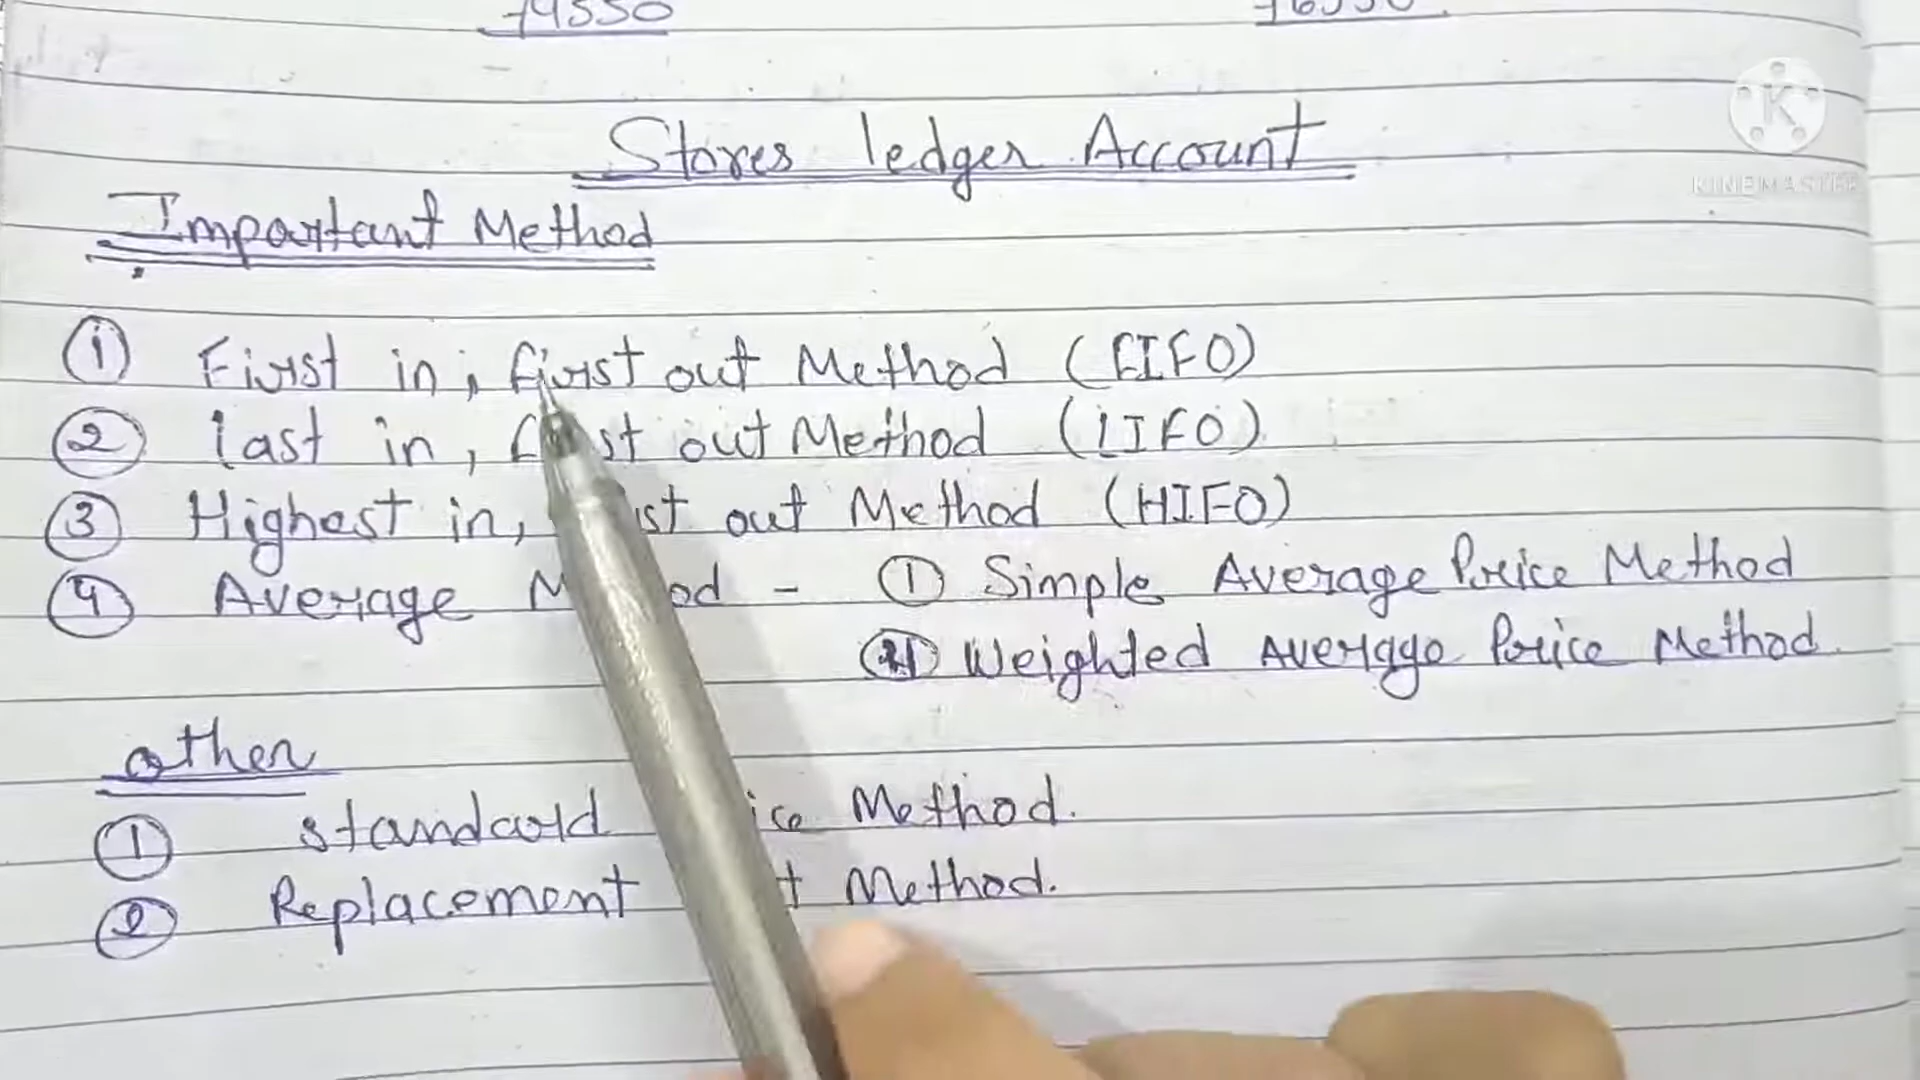 Stores ledger Account
KINEMASTER
Important Method
① First in, first out Method (FIFO)
② last in, out Method (LIFO)
③ Highest in, out Method (HIFO)
④ Average - ① Simple Average Price Method
Weighted Average Price Method
other
① standard Method.
② Replacement Method.